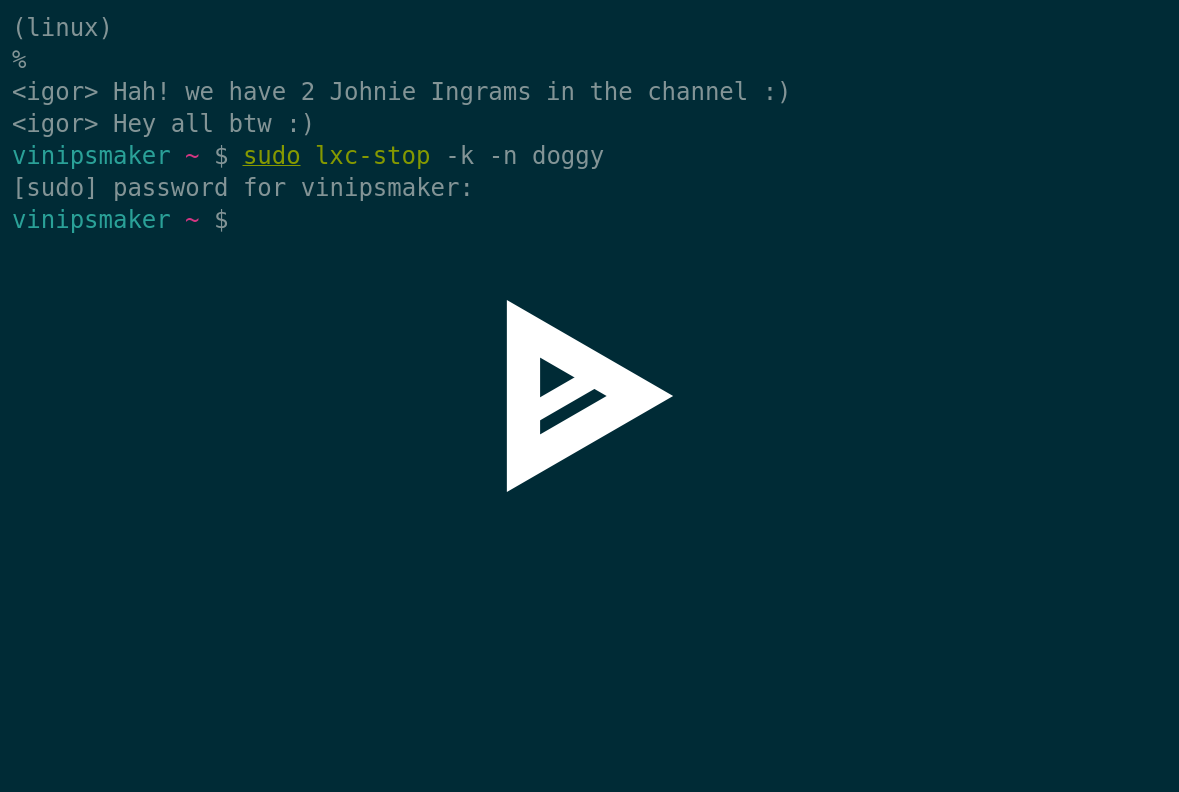 (linux)
%
<igor> Hah! we have 2 Johnie Ingrams in the channel :)
<igor> Hey all btw :)
vinipsmaker ~ $ sudo lxc-stop -k -n doggy
[sudo] password for vinipsmaker:
vinipsmaker ~ $